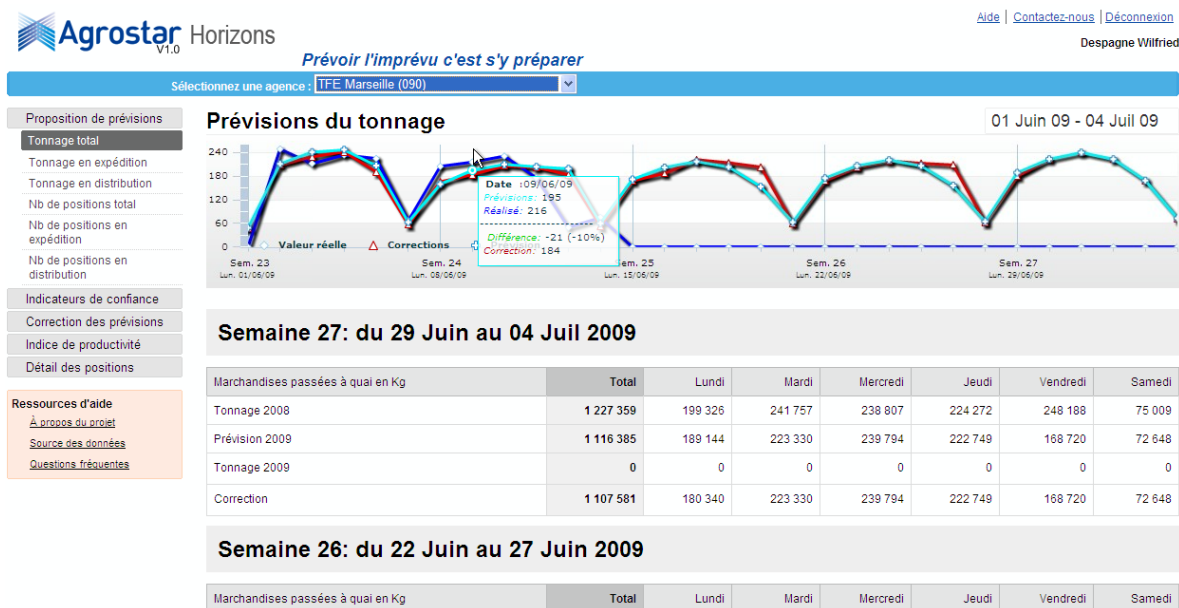 Aide | Contactez-nous | Déconnexion
Agrostar Horizons
V1.0
Despagne Wilfried
Prévoir l'imprévu c'est s'y préparer
Sélectionnez une agence : TFE Marseille (090)
Proposition de prévisions
Tonnage total
Tonnage en expédition
Tonnage en distribution
Nb de positions total
Nb de positions en
expédition
Nb de positions en
distribution
Indicateurs de confiance
Correction des prévisions
Indice de productivité
Détail des positions
Ressources d'aide
À propos du projet
Source des données
Questions fréquentes
Prévisions du tonnage
01 Juin 09 - 04 Juil 09
240
180
120
60
0
Date :09/06/09
Prévisions: 195
Réalisé: 216
Différence: -21 (-10%)
Correction: 184
Valeur réelle
Corrections
Prévision
Sem. 23
Lun. 01/06/09
Sem. 24
Lun. 08/06/09
Sem. 25
Lun. 15/06/09
Sem. 26
Lun. 22/06/09
Sem. 27
Lun. 29/06/09
Semaine 27: du 29 Juin au 04 Juil 2009
Marchandises passées à quai en Kg Total Lundi Mardi Mercredi Jeudi Vendredi Samedi
Tonnage 2008 1 227 359 199 326 241 757 238 807 224 272 248 188 75 009
Prévision 2009 1 116 385 189 144 223 330 239 794 222 749 168 720 72 648
Tonnage 2009 0 0 0 0 0 0 0
Correction 1 107 581 180 340 223 330 239 794 222 749 168 720 72 648
Semaine 26: du 22 Juin au 27 Juin 2009
Marchandises passées à quai en Kg Total Lundi Mardi Mercredi Jeudi Vendredi Samedi